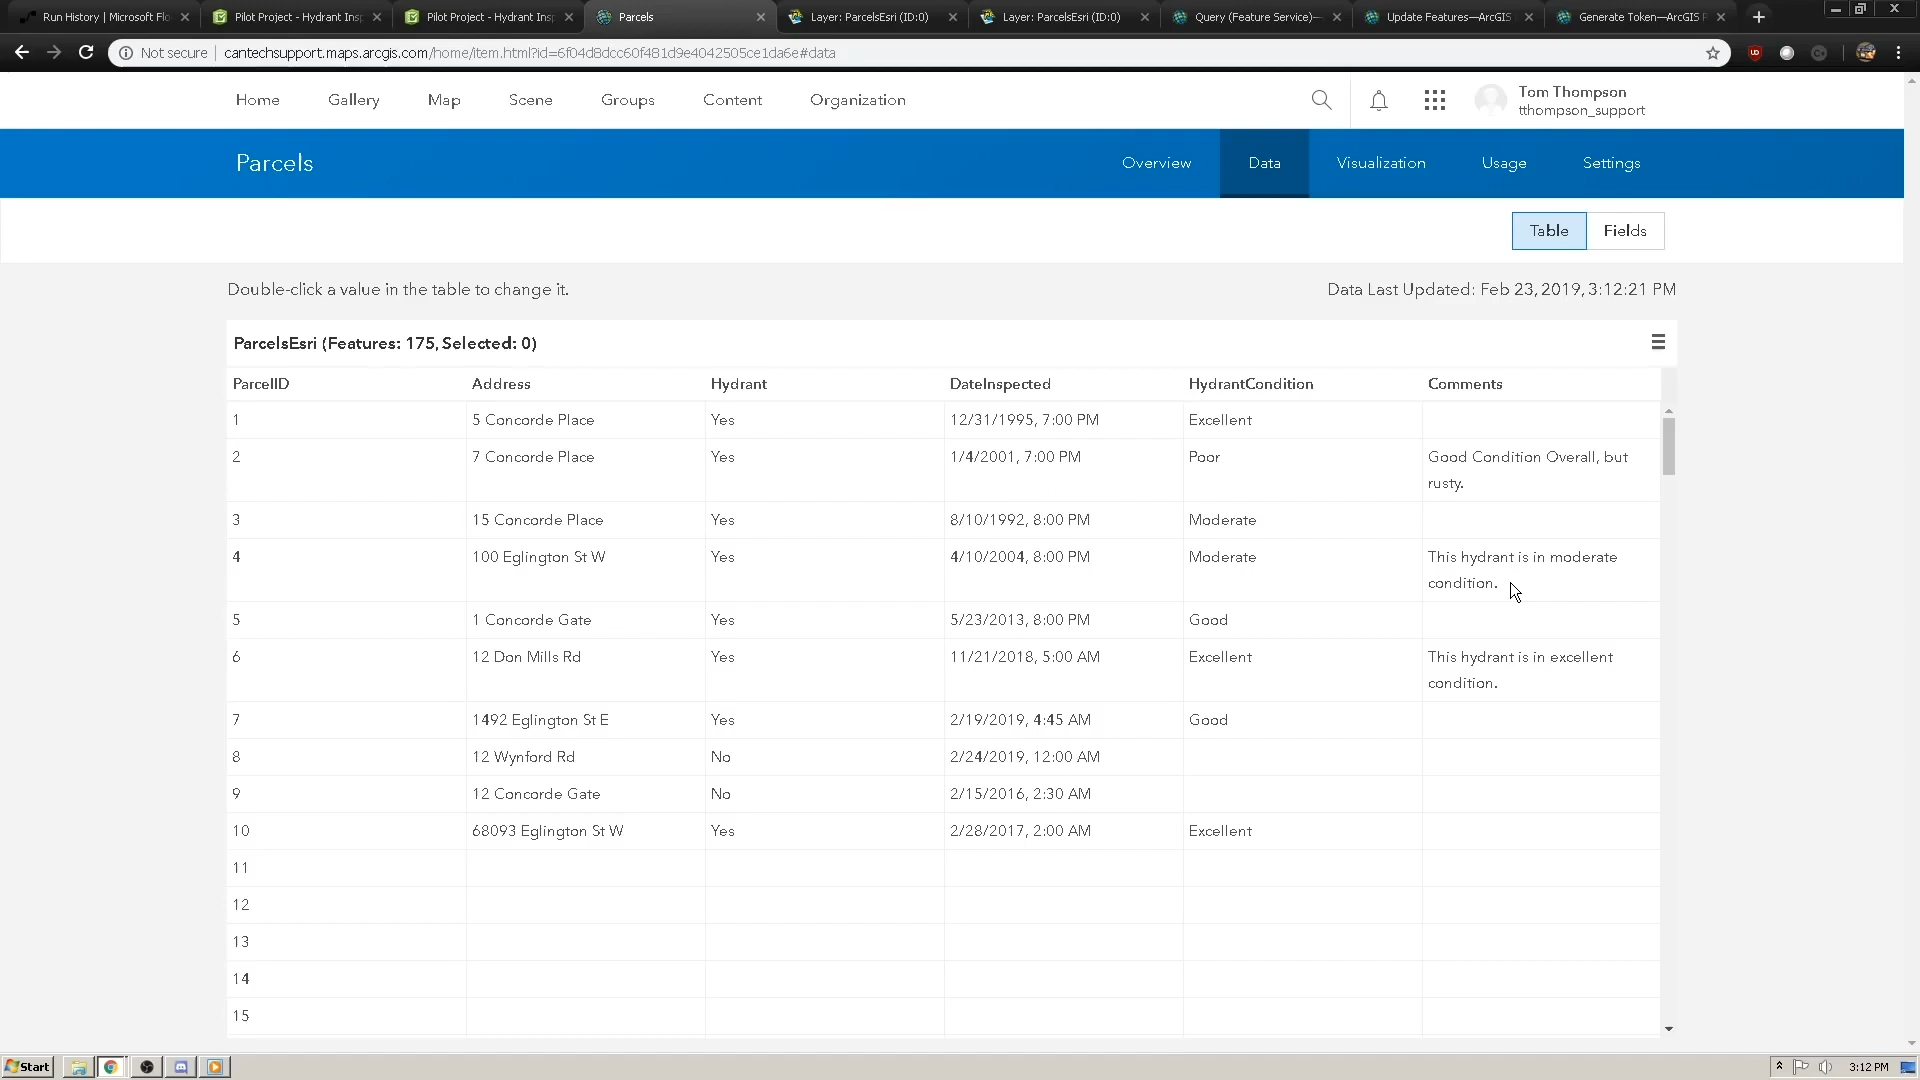 Run History | Microsoft Flo
Pilot Project - Hydrant Insp
Pilot Project - Hydrant Insp
Parcels
Layer: ParcelsEsri (ID:0)
Layer: ParcelsEsri (ID:0)
Query (Feature Service)—
Update Features—ArcGIS
Generate Token—ArcGIS F
Not secure
cantechsupport.maps.arcgis.com/home/item.html?id=6f04d8dcc60f481d9e4042505ce1da6e#data
Home Gallery Map Scene Groups Content Organization
Tom Thompson
tthompson_support
Parcels
Overview Data Visualization Usage Settings
Table Fields
Double-click a value in the table to change it.
Data Last Updated: Feb 23, 2019, 3:12:21 PM
ParcelsEsri (Features: 175, Selected: 0)
ParcelID Address Hydrant DateInspected HydrantCondition Comments
1 5 Concorde Place Yes 12/31/1995, 7:00 PM Excellent
2 7 Concorde Place Yes 1/4/2001, 7:00 PM Poor Good Condition Overall, but
rusty.
3 15 Concorde Place Yes 8/10/1992, 8:00 PM Moderate
4 100 Eglington St W Yes 4/10/2004, 8:00 PM Moderate This hydrant is in moderate
condition.
5 1 Concorde Gate Yes 5/23/2013, 8:00 PM Good
6 12 Don Mills Rd Yes 11/21/2018, 5:00 AM Excellent This hydrant is in excellent
condition.
7 1492 Eglington St E Yes 2/19/2019, 4:45 AM Good
8 12 Wynford Rd No 2/24/2019, 12:00 AM
9 12 Concorde Gate No 2/15/2016, 2:30 AM
10 68093 Eglington St W Yes 2/28/2017, 2:00 AM Excellent
11
12
13
14
15
Start
3:12 PM